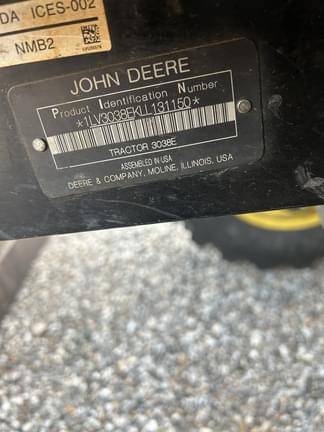 DA ICES-002
NMB2
JOHN DEERE
Product Identification Number
*1LV3038EKLL131150*
TRACTOR 3038E
ASSEMBLED IN USA
DEERE & COMPANY, MOLINE, ILLINOIS, USA